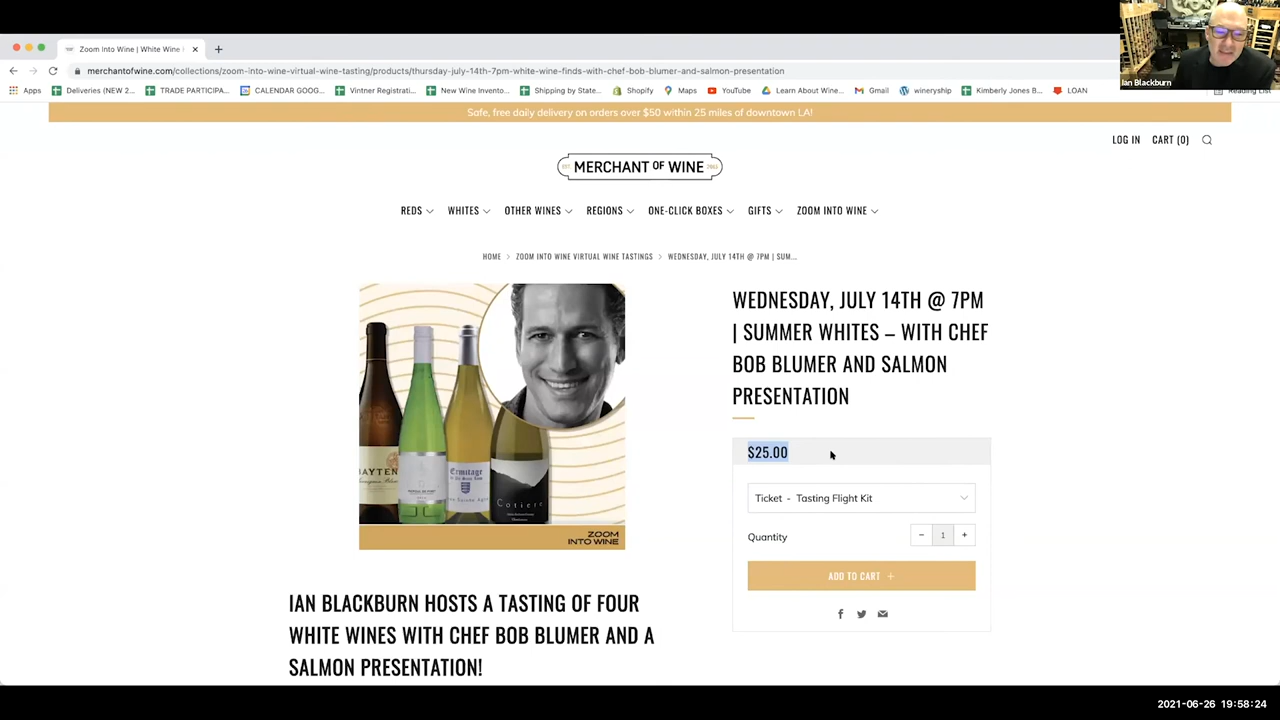 Zoom Into Wine | White Wine
merchantofwine.com/collections/zoom-into-wine-virtual-wine-tasting/products/thursday-july-14th-7pm-white-wine-finds-with-chef-bob-blumer-and-salmon-presentation
Ian Blackburn
Apps Deliveries (NEW 2... TRADE PARTICIPA... CALENDAR GOOG... Vintner Registrati... New Wine Invento... Shipping by State... Shopify Maps YouTube Learn About Wine... Gmail wineryship Kimberly Jones B... LOAN Reading List
Safe, free daily delivery on orders over $50 within 25 miles of downtown LA!
LOG IN CART (0)
EST. MERCHANT OF WINE
REDS WHITES OTHER WINES REGIONS ONE-CLICK BOXES GIFTS ZOOM INTO WINE
HOME > ZOOM INTO WINE VIRTUAL WINE TASTINGS > WEDNESDAY, JULY 14TH @ 7PM | SUM...
WEDNESDAY, JULY 14TH @ 7PM
| SUMMER WHITES – WITH CHEF
BOB BLUMER AND SALMON
PRESENTATION
$25.00
Ticket - Tasting Flight Kit
Quantity
− 1 +
ADD TO CART +
AYTEN
Ermitage
Cotiere
ZOOM
INTO WINE
IAN BLACKBURN HOSTS A TASTING OF FOUR
WHITE WINES WITH CHEF BOB BLUMER AND A
SALMON PRESENTATION!
2021-06-26 19:58:24